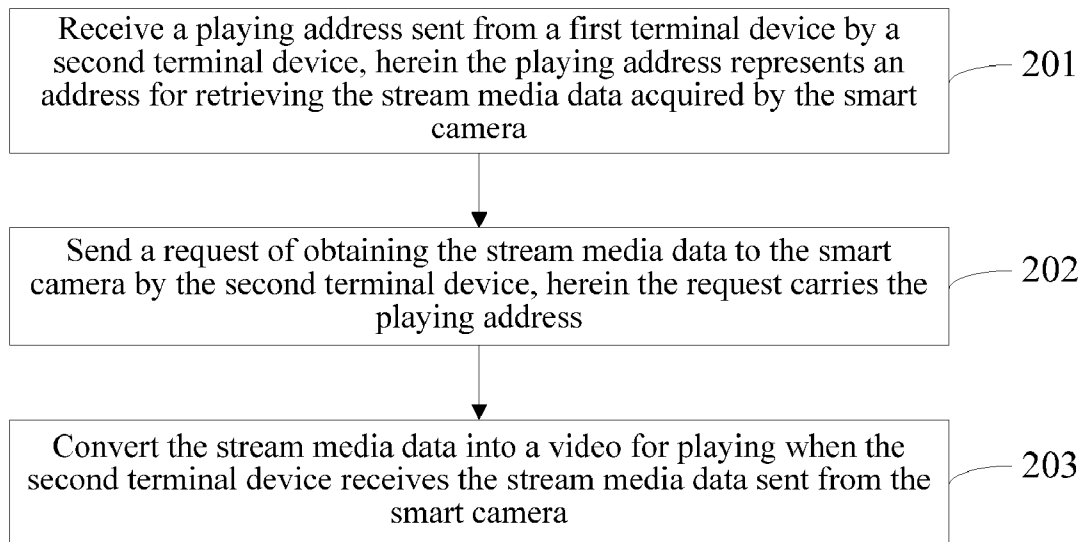 Receive a playing address sent from a first terminal device by a
second terminal device, herein the playing address represents an
address for retrieving the stream media data acquired by the smart
camera
201
Send a request of obtaining the stream media data to the smart
camera by the second terminal device, herein the request carries the
playing address
202
Convert the stream media data into a video for playing when the
second terminal device receives the stream media data sent from the
smart camera
203